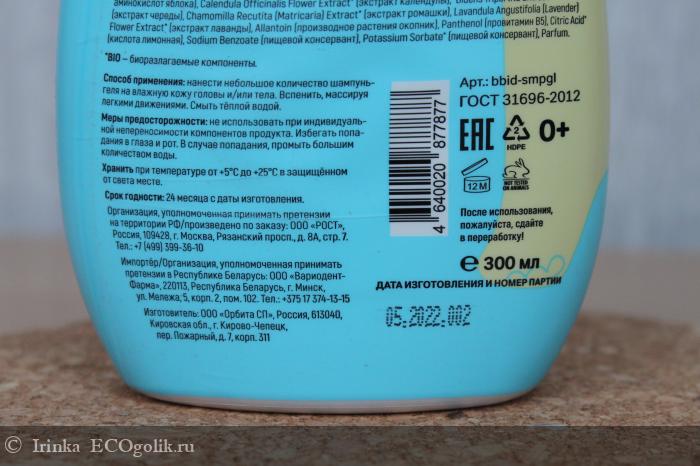 аминокислот яблока), Calendula Officinalis Flower Extract* (экстракт календулы),
(экстракт череды), Chamomilla Recutita (Matricaria) Extract* (экстракт ромашки), Lavandula Angustifolia (Lavender)
Flower Extract* (экстракт лаванды), Allantoin (производное растения окопник), Panthenol (провитамин B5), Citric Acid*
(кислота лимонная), Sodium Benzoate (пищевой консервант), Potassium Sorbate* (пищевой консервант), Parfum.
*BIO – биоразлагаемые компоненты.
Способ применения: нанести небольшое количество шампунь-
геля на влажную кожу головы и/или тела. Вспенить, массируя
легкими движениями. Смыть тёплой водой.
Меры предосторожности: не использовать при индивидуаль-
ной непереносимости компонентов продукта. Избегать попа-
дания в глаза и рот. В случае попадания, промыть большим
количеством воды.
Хранить при температуре от +5°C до +25°C в защищённом
от света месте.
Срок годности: 24 месяца с даты изготовления.
Организация, уполномоченная принимать претензии
на территории РФ/произведено по заказу: ООО «РОСТ»,
Россия, 109428, г. Москва, Рязанский просп., д. 8А, стр. 7.
Тел.: +7 (499) 399-36-10
Импортёр/Организация, уполномоченная принимать
претензии в Республике Беларусь: ООО «Вариодент-
Фарма», 220113, Республика Беларусь, г. Минск,
ул. Мележа, 5, корп. 2, пом. 102. Тел.: +375 17 374-13-15
Изготовитель: ООО «Орбита СП», Россия, 613040,
Кировская обл., г. Кирово-Чепецк,
пер. Пожарный, д. 7, корп. 311
4 640020 877877
Арт.: bbid-smpgl
ГОСТ 31696-2012
EAC
2
HDPE
0+
12 M
NOT TESTED
ON ANIMALS
После использования,
пожалуйста, сдайте
в переработку!
℮ 300 мл
ДАТА ИЗГОТОВЛЕНИЯ И НОМЕР ПАРТИИ
05.2022.002
© Irinka ECOgolik.ru